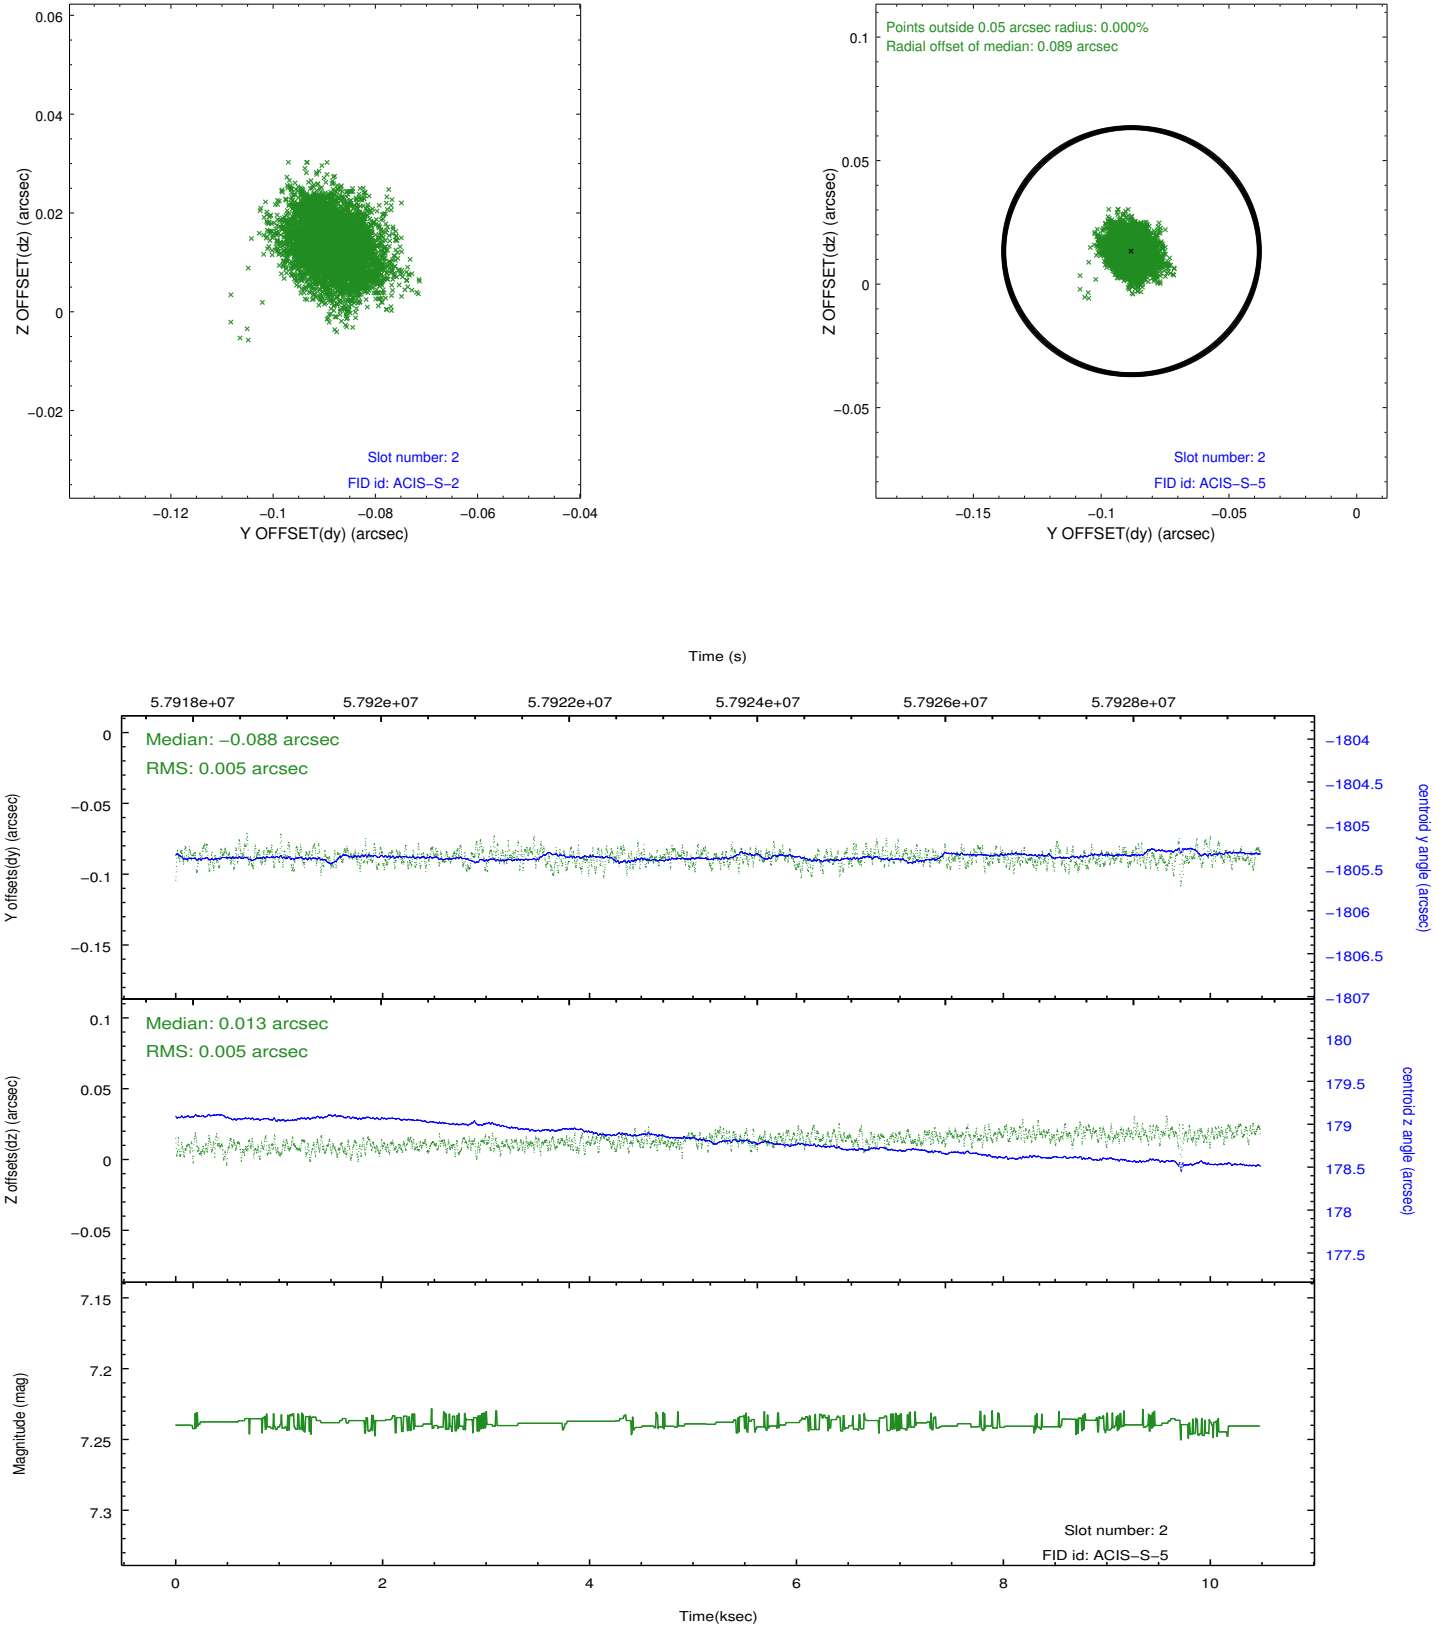 0.06
0.04
0.02
0
−0.02
Z OFFSET(dz) (arcsec)
Slot number: 2
FID id: ACIS−S−2
−0.12
−0.1
−0.08
−0.06
−0.04
Y OFFSET(dy) (arcsec)
Points outside 0.05 arcsec radius: 0.000%
Radial offset of median: 0.089 arcsec
0.1
0.05
0
−0.05
Z OFFSET(dz) (arcsec)
Slot number: 2
FID id: ACIS−S−5
−0.15
−0.1
−0.05
0
Y OFFSET(dy) (arcsec)
Time (s)
5.7918e+07
5.792e+07
5.7922e+07
5.7924e+07
5.7926e+07
5.7928e+07
Median: −0.088 arcsec
RMS: 0.005 arcsec
0
−0.05
−0.1
−0.15
Y offsets(dy) (arcsec)
−1804
−1804.5
−1805
−1805.5
−1806
−1806.5
−1807
centroid y angle (arcsec)
Median: 0.013 arcsec
RMS: 0.005 arcsec
0.1
0.05
0
−0.05
Z offsets(dz) (arcsec)
180
179.5
179
178.5
178
177.5
centroid z angle (arcsec)
7.15
7.2
7.25
7.3
Magnitude (mag)
Slot number: 2
FID id: ACIS−S−5
0
2
4
6
8
10
Time(ksec)